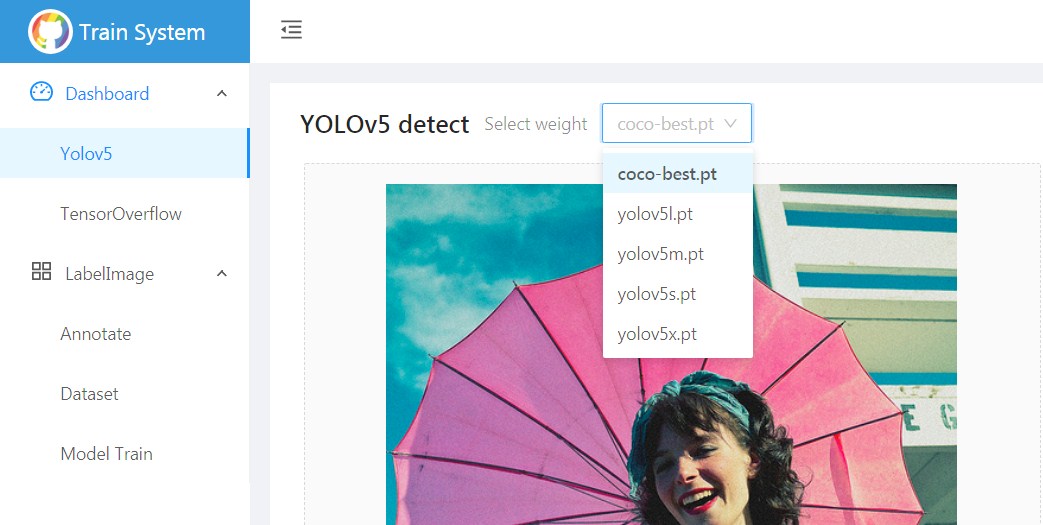 Train System
Dashboard
Yolov5
TensorOverflow
LabelImage
Annotate
Dataset
Model Train
YOLOv5 detect Select weight coco-best.pt
coco-best.pt
yolov5l.pt
yolov5m.pt
yolov5s.pt
yolov5x.pt
E G